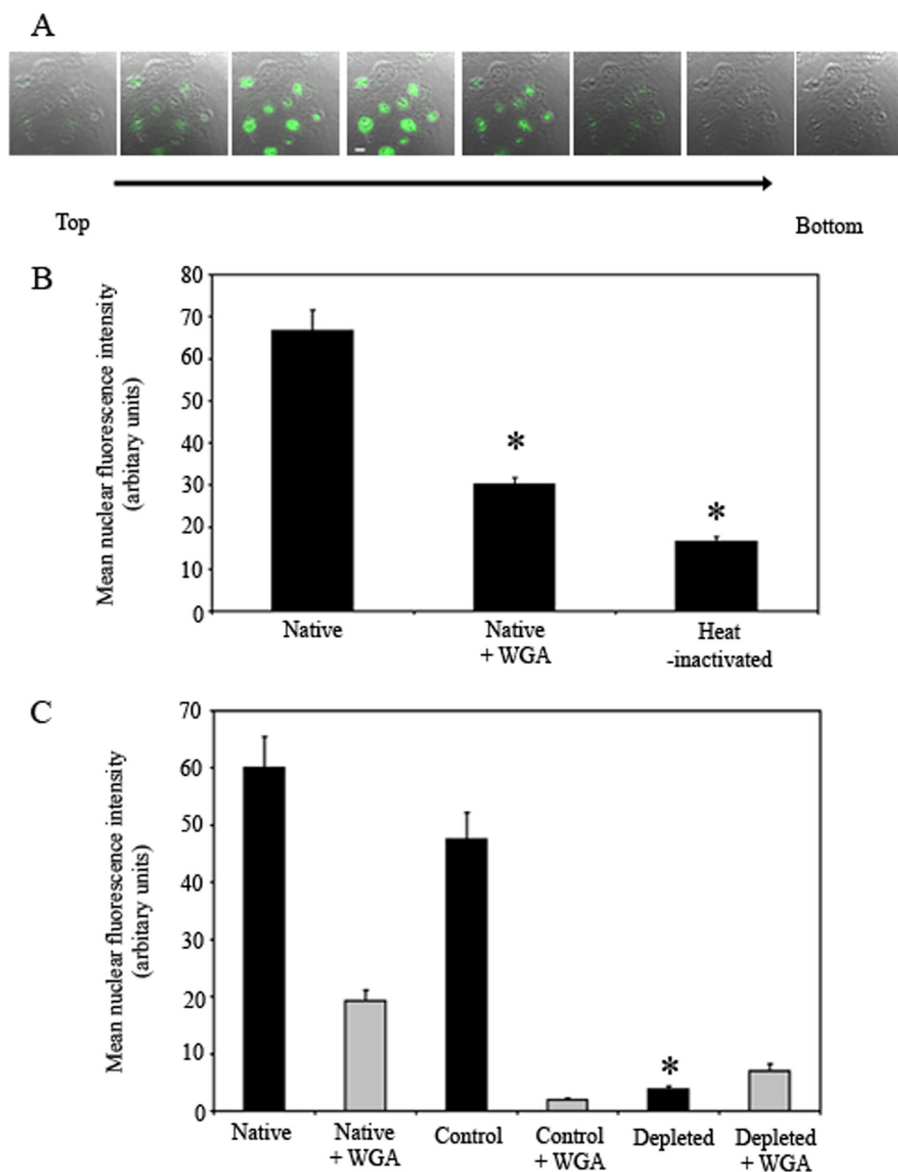 A
Top
Bottom
B
Mean nuclear fluorescence intensity
(arbitary units)
80
70
60
50
40
30
20
10
0
*
*
Native
Native
+ WGA
Heat
-inactivated
C
Mean nuclear fluorescence intensity
(arbitary units)
70
60
50
40
30
20
10
0
*
Native
Native
+ WGA
Control
Control
+ WGA
Depleted
Depleted
+ WGA